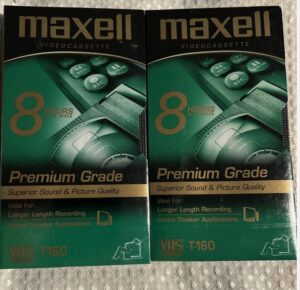 maxell
VIDEOCASSETTE
8 HOURS
Premium Grade
Superior Sound & Picture Quality
Ideal For
Longer Length Recording
Home Theater Applications
VHS T-160
maxell
VIDEOCASSETTE
8 HOURS
Premium Grade
Superior Sound & Picture Quality
Ideal For
Longer Length Recording
Home Theater Applications
VHS T-160